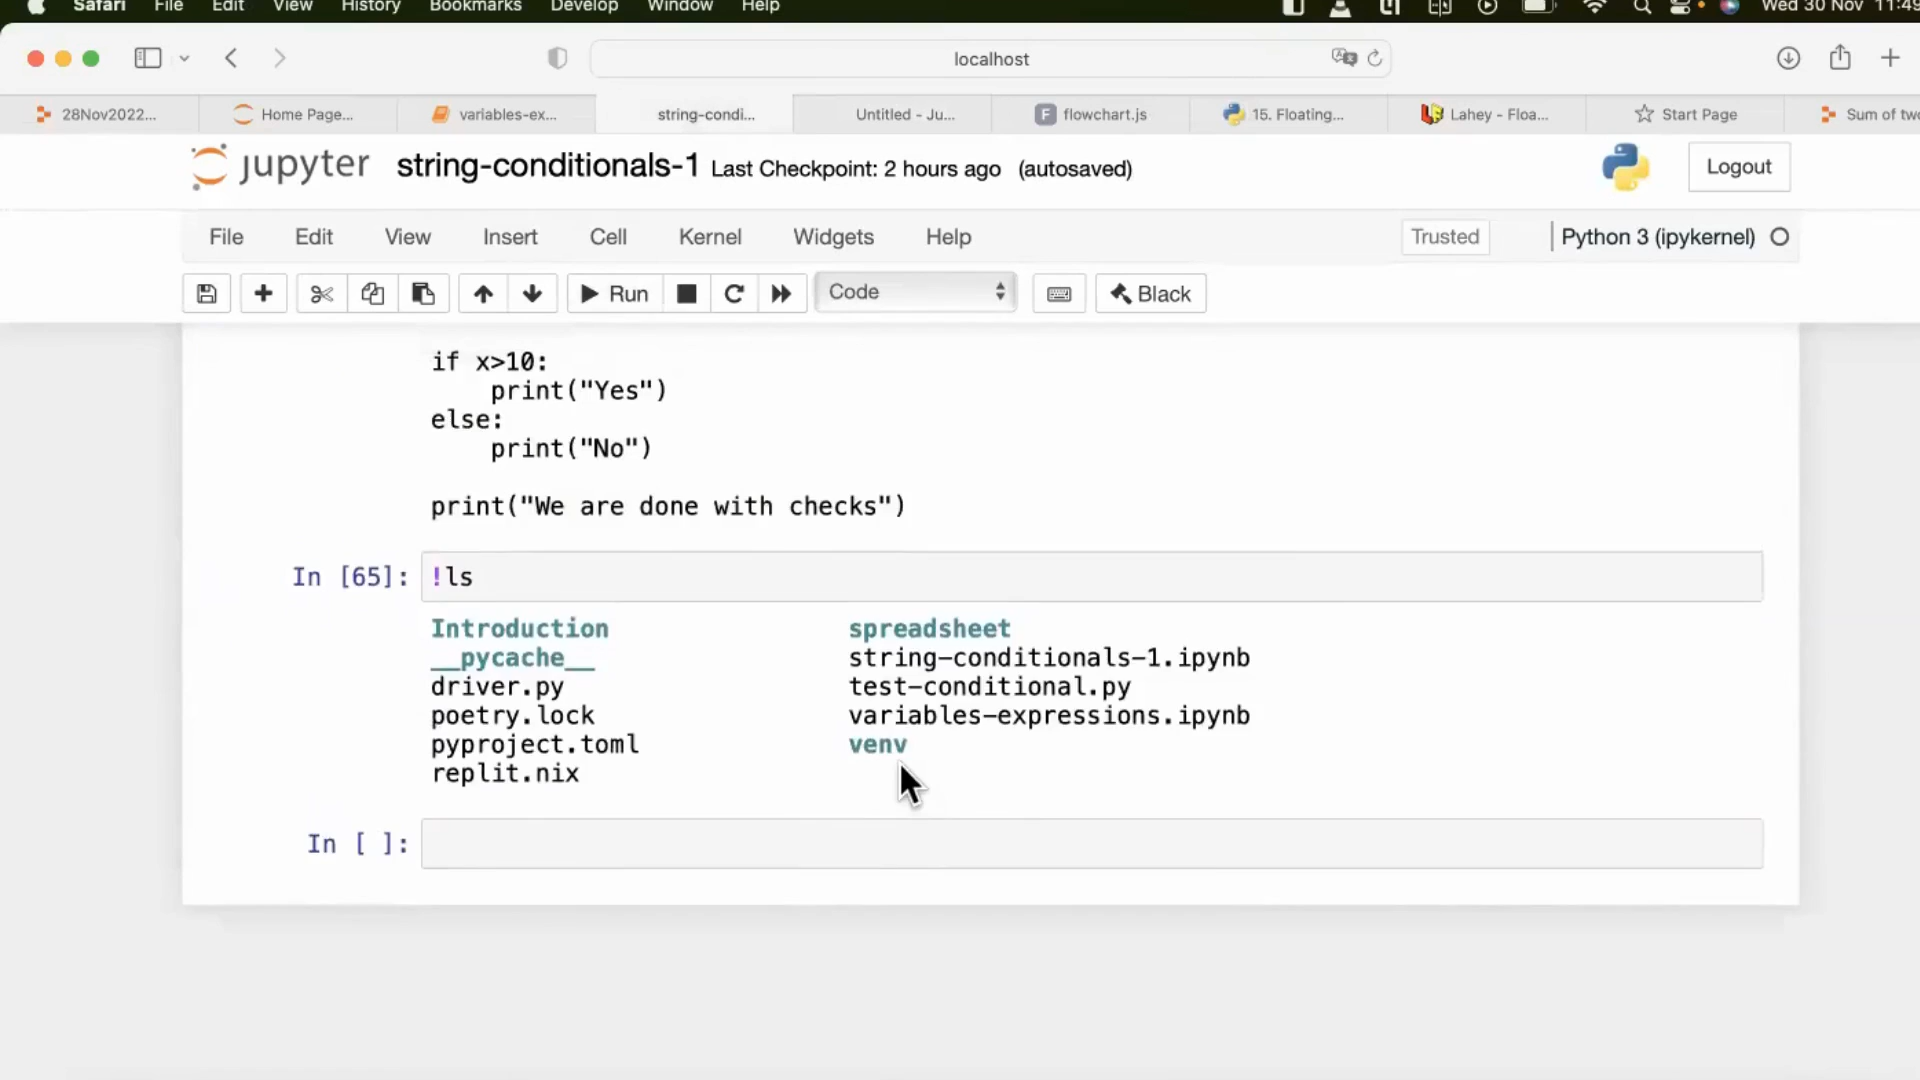 Safari File Edit View History Bookmarks Develop Window Help Wed 30 Nov 11:49
localhost
28Nov2022... Home Page... variables-ex... string-condi... Untitled - Ju... flowchart.js 15. Floating... Lahey - Floa... Start Page Sum of two
jupyter string-conditionals-1 Last Checkpoint: 2 hours ago (autosaved) Logout
File Edit View Insert Cell Kernel Widgets Help Trusted Python 3 (ipykernel)
Run Code Black
if x>10:
print("Yes")
else:
print("No")
print("We are done with checks")
In [65]: !ls
Introduction spreadsheet
__pycache__ string-conditionals-1.ipynb
driver.py test-conditional.py
poetry.lock variables-expressions.ipynb
pyproject.toml venv
replit.nix
In [ ]: